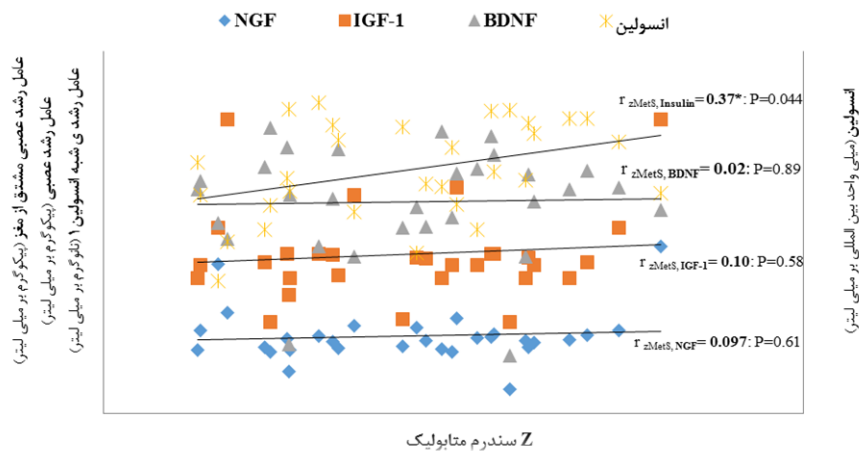 NGF IGF-1 BDNF انسولین
عامل رشد عصبی مشتق از مغز (پیکوگرم بر میلی لیتر)
عامل رشد عصبی (پیکوگرم بر میلی لیتر)
عامل رشد ی شبه انسولین ۱ (نانوگرم بر میلی لیتر)
r zMetS, Insulin= 0.37*: P=0.044
r zMetS, BDNF= 0.02: P=0.89
r zMetS, IGF-1= 0.10: P=0.58
r zMetS, NGF= 0.097: P=0.61
انسولین (میلی واحد بین المللی بر میلی لیتر)
Z سندرم متابولیک